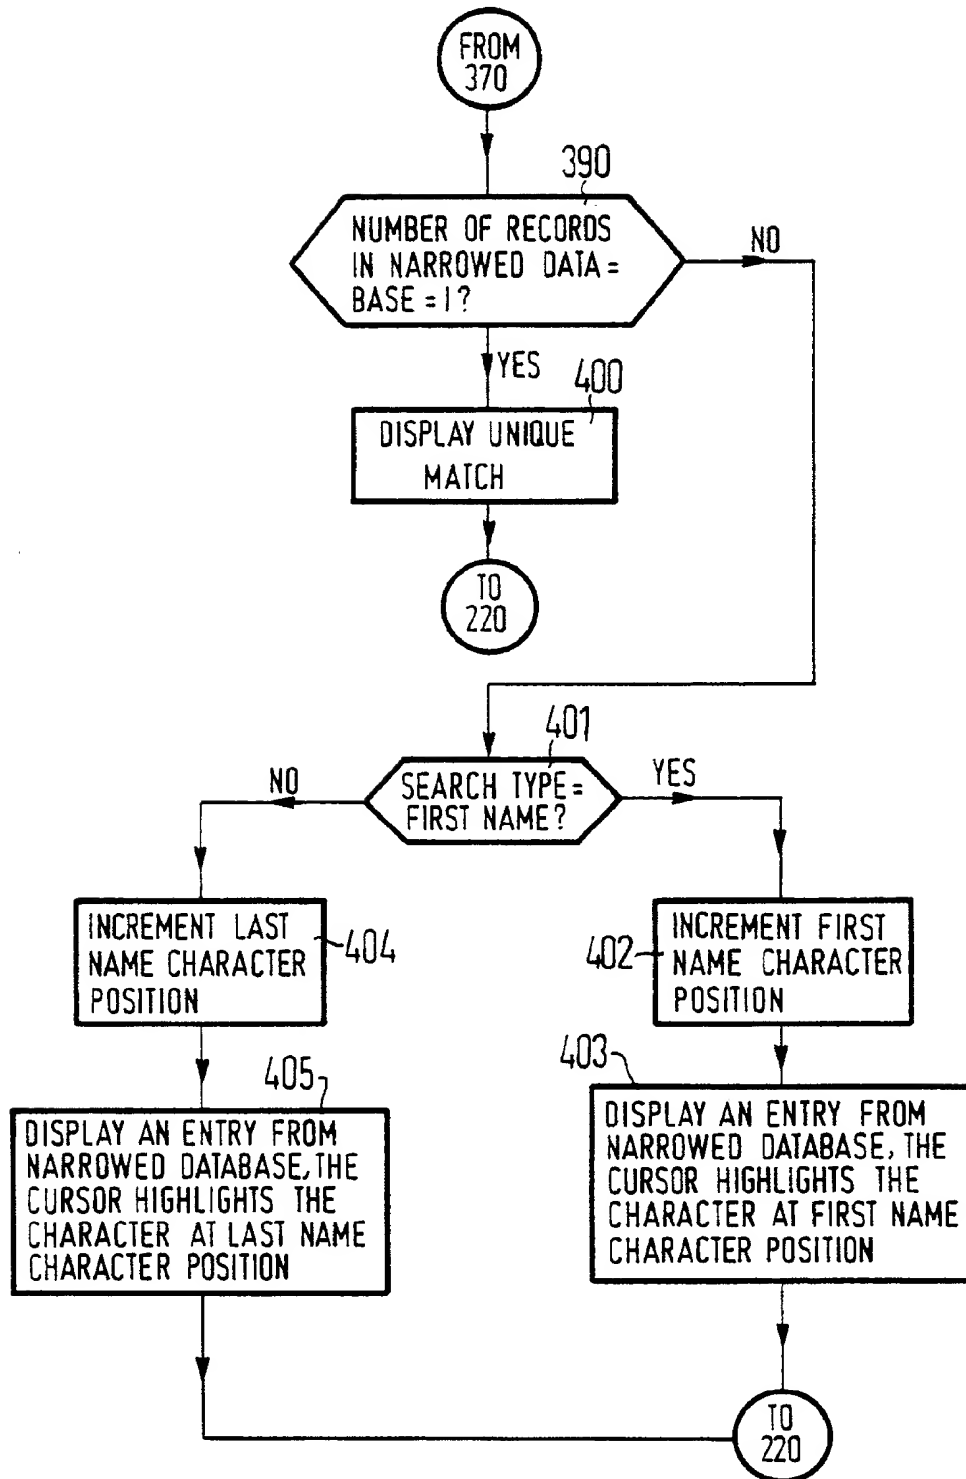 FROM
370
390
NUMBER OF RECORDS
IN NARROWED DATA=
BASE = 1?
NO
YES
400
DISPLAY UNIQUE
MATCH
TO
220
401
SEARCH TYPE=
FIRST NAME?
NO
YES
INCREMENT LAST
NAME CHARACTER
POSITION
404
402
INCREMENT FIRST
NAME CHARACTER
POSITION
405
DISPLAY AN ENTRY FROM
NARROWED DATABASE, THE
CURSOR HIGHLIGHTS THE
CHARACTER AT LAST NAME
CHARACTER POSITION
403
DISPLAY AN ENTRY FROM
NARROWED DATABASE, THE
CURSOR HIGHLIGHTS THE
CHARACTER AT FIRST NAME
CHARACTER POSITION
TO
220